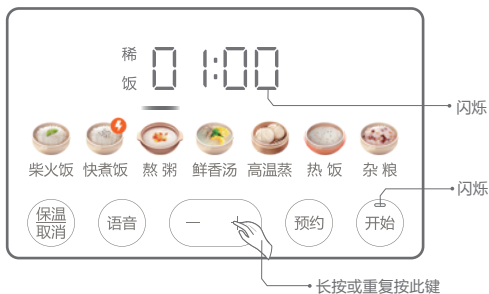 稀饭 01:00
闪烁
柴火饭 快煮饭 熬粥 鲜香汤 高温蒸 热饭 杂粮
闪烁
保温 取消 语音 － ＋ 预约 开始
长按或重复按此键